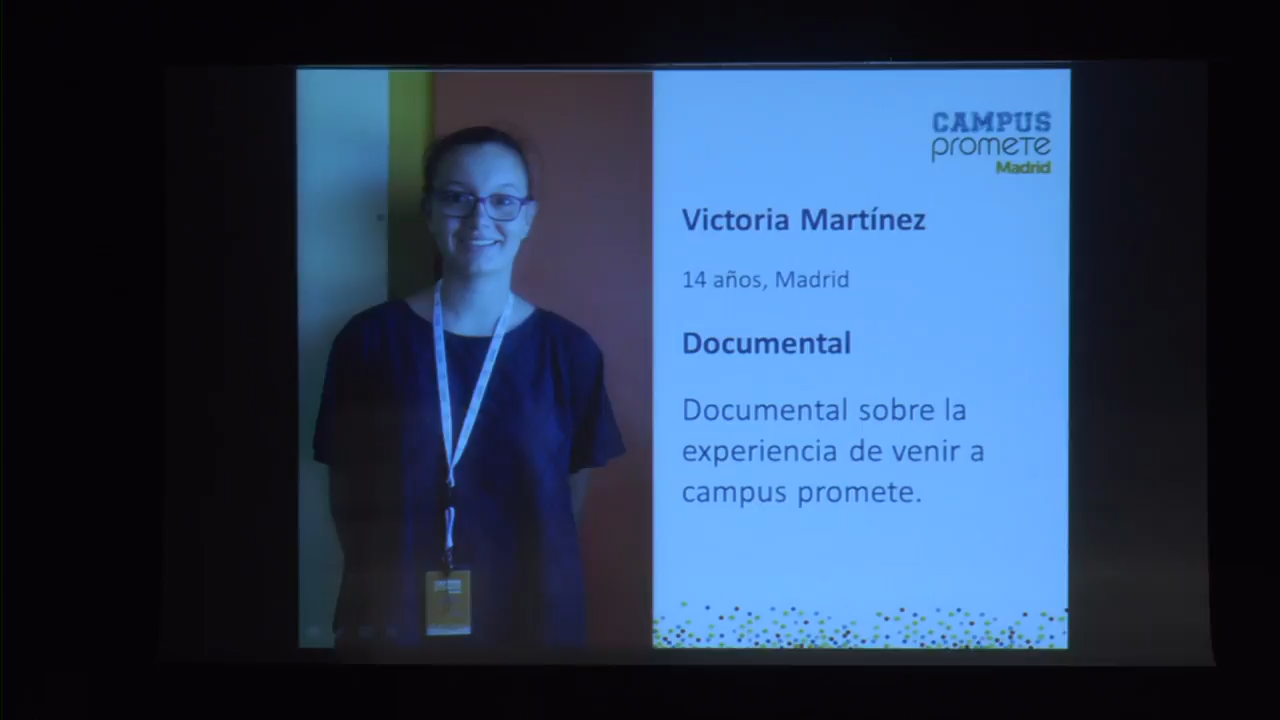 CAMPUS
promeTe
Madrid
Victoria Martínez
14 años, Madrid
Documental
Documental sobre la
experiencia de venir a
campus promete.